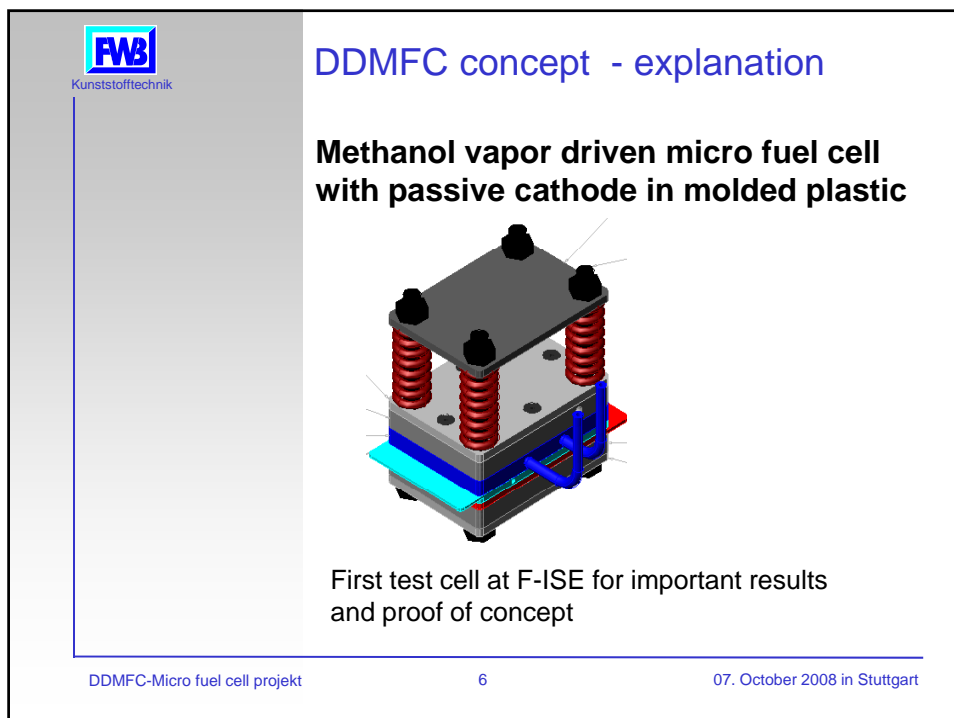 FWB
Kunststofftechnik
DDMFC concept - explanation
Methanol vapor driven micro fuel cell
with passive cathode in molded plastic
First test cell at F-ISE for important results
and proof of concept
DDMFC-Micro fuel cell projekt
6
07. October 2008 in Stuttgart